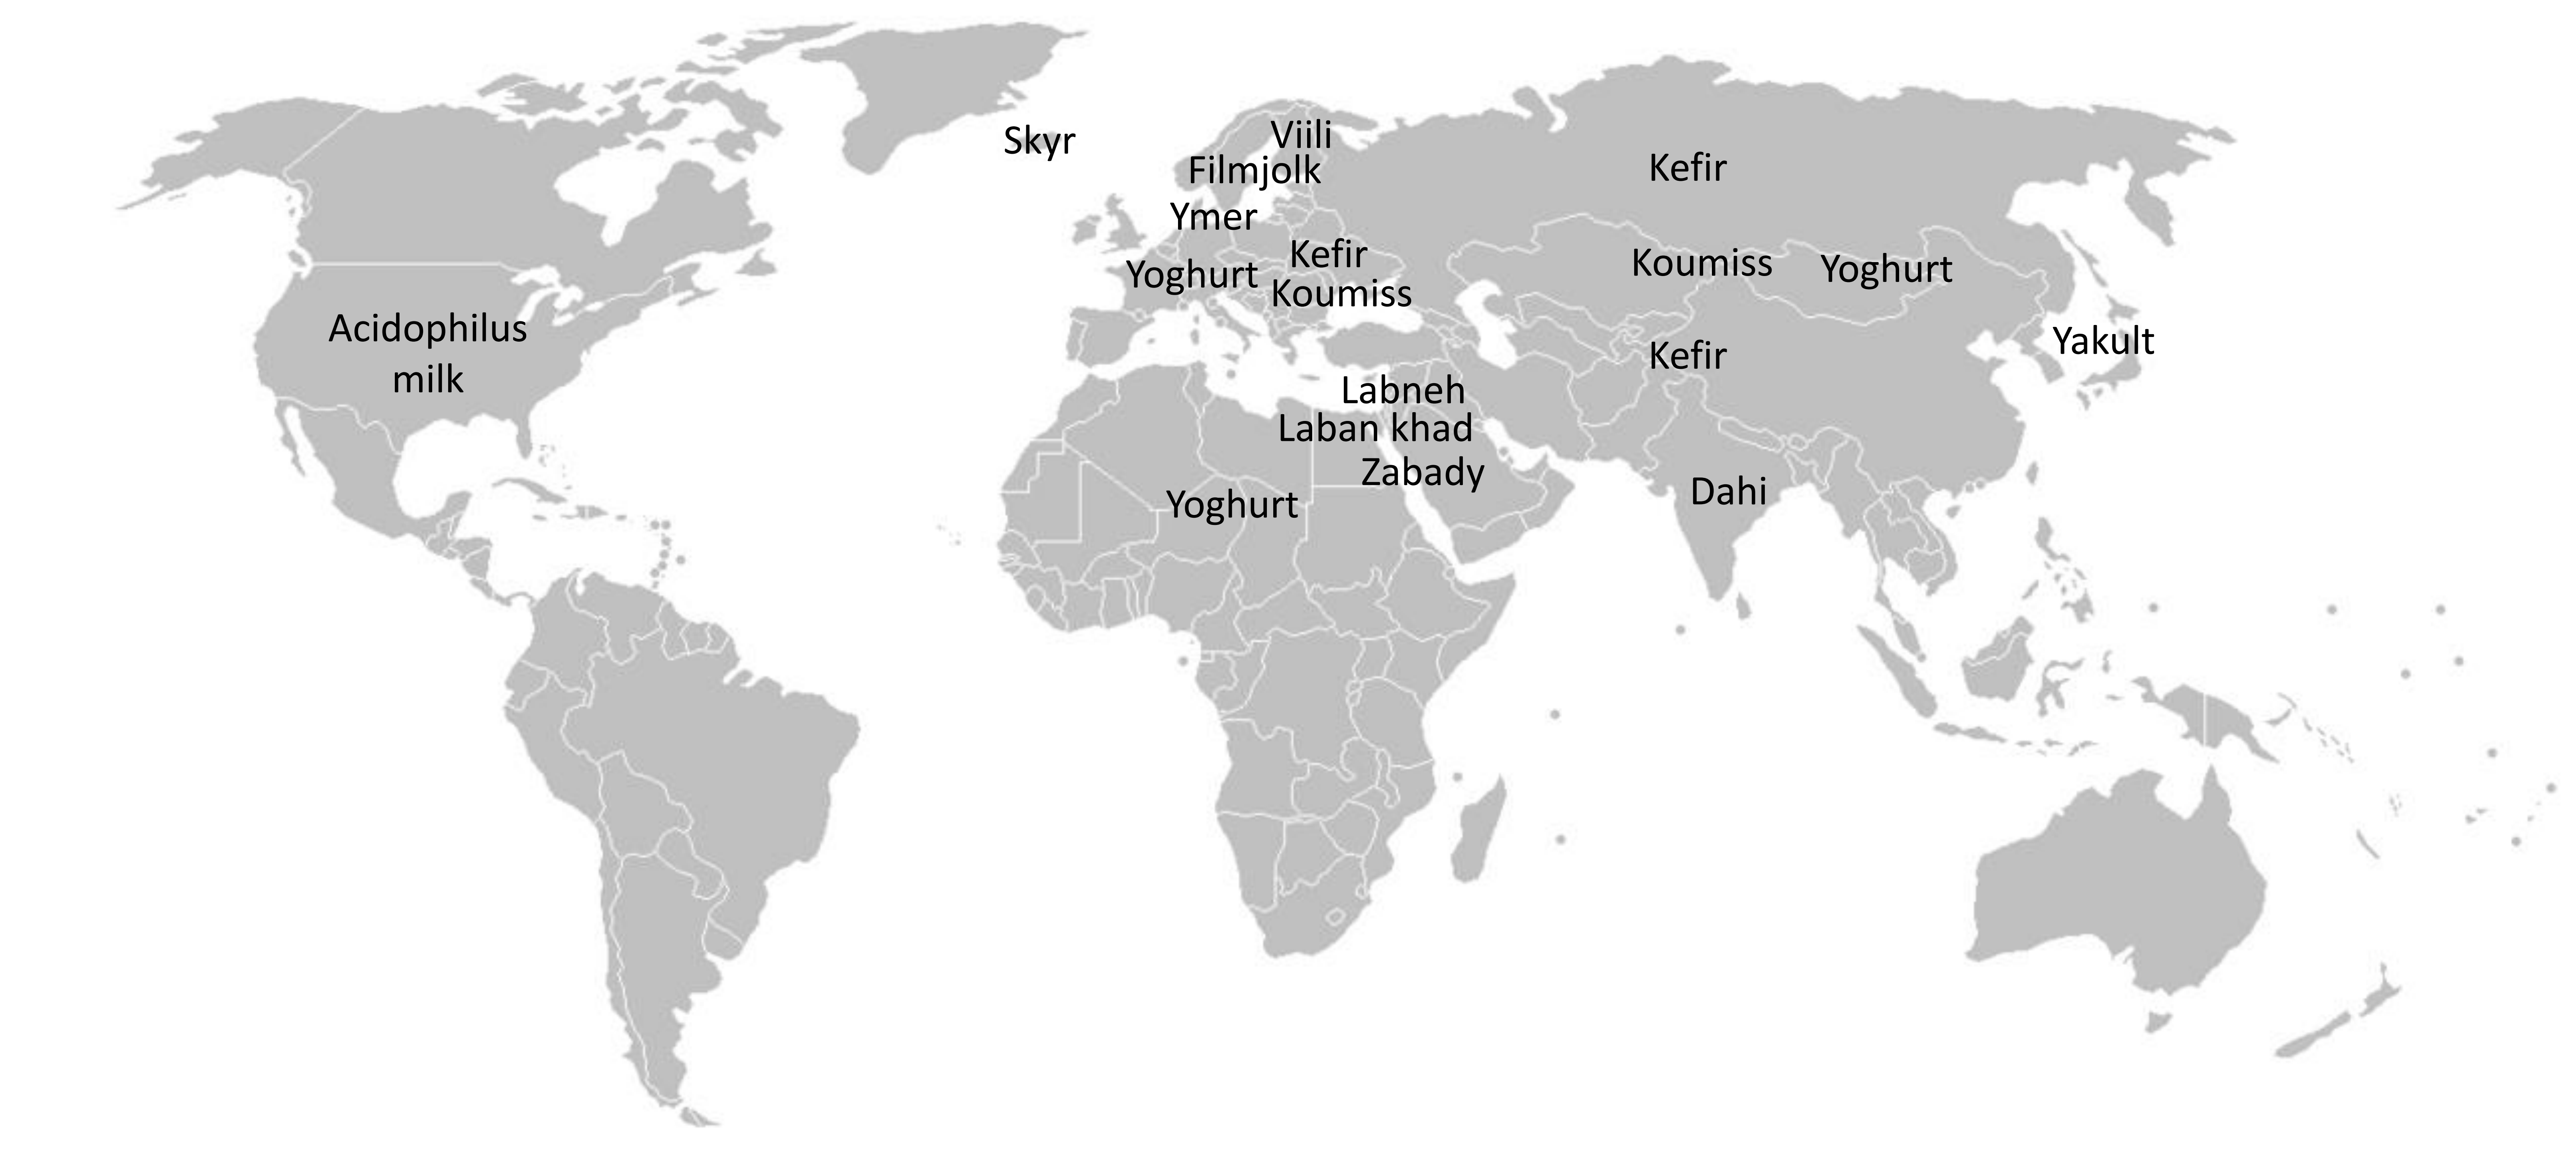 Skyr
Viili
Filmjolk
Kefir
Ymer
Kefir
Yoghurt
Koumiss
Koumiss
Yoghurt
Acidophilus
milk
Yakult
Kefir
Labneh
Laban khad
Zabady
Yoghurt
Dahi